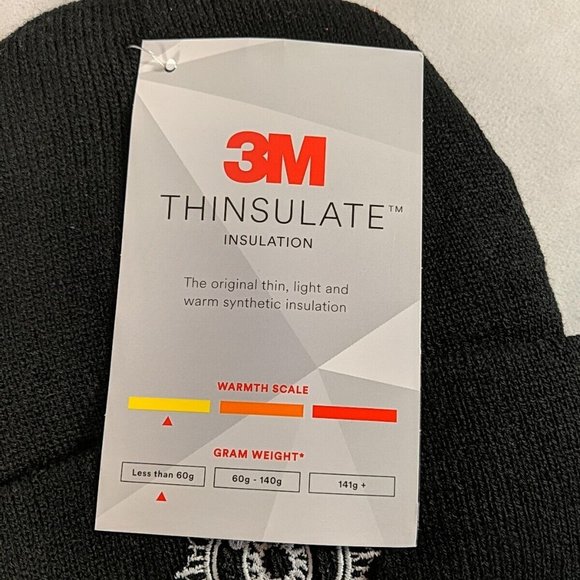 3M
THINSULATE™
INSULATION
The original thin, light and
warm synthetic insulation
WARMTH SCALE
GRAM WEIGHT*
Less than 60g 60g - 140g 141g +